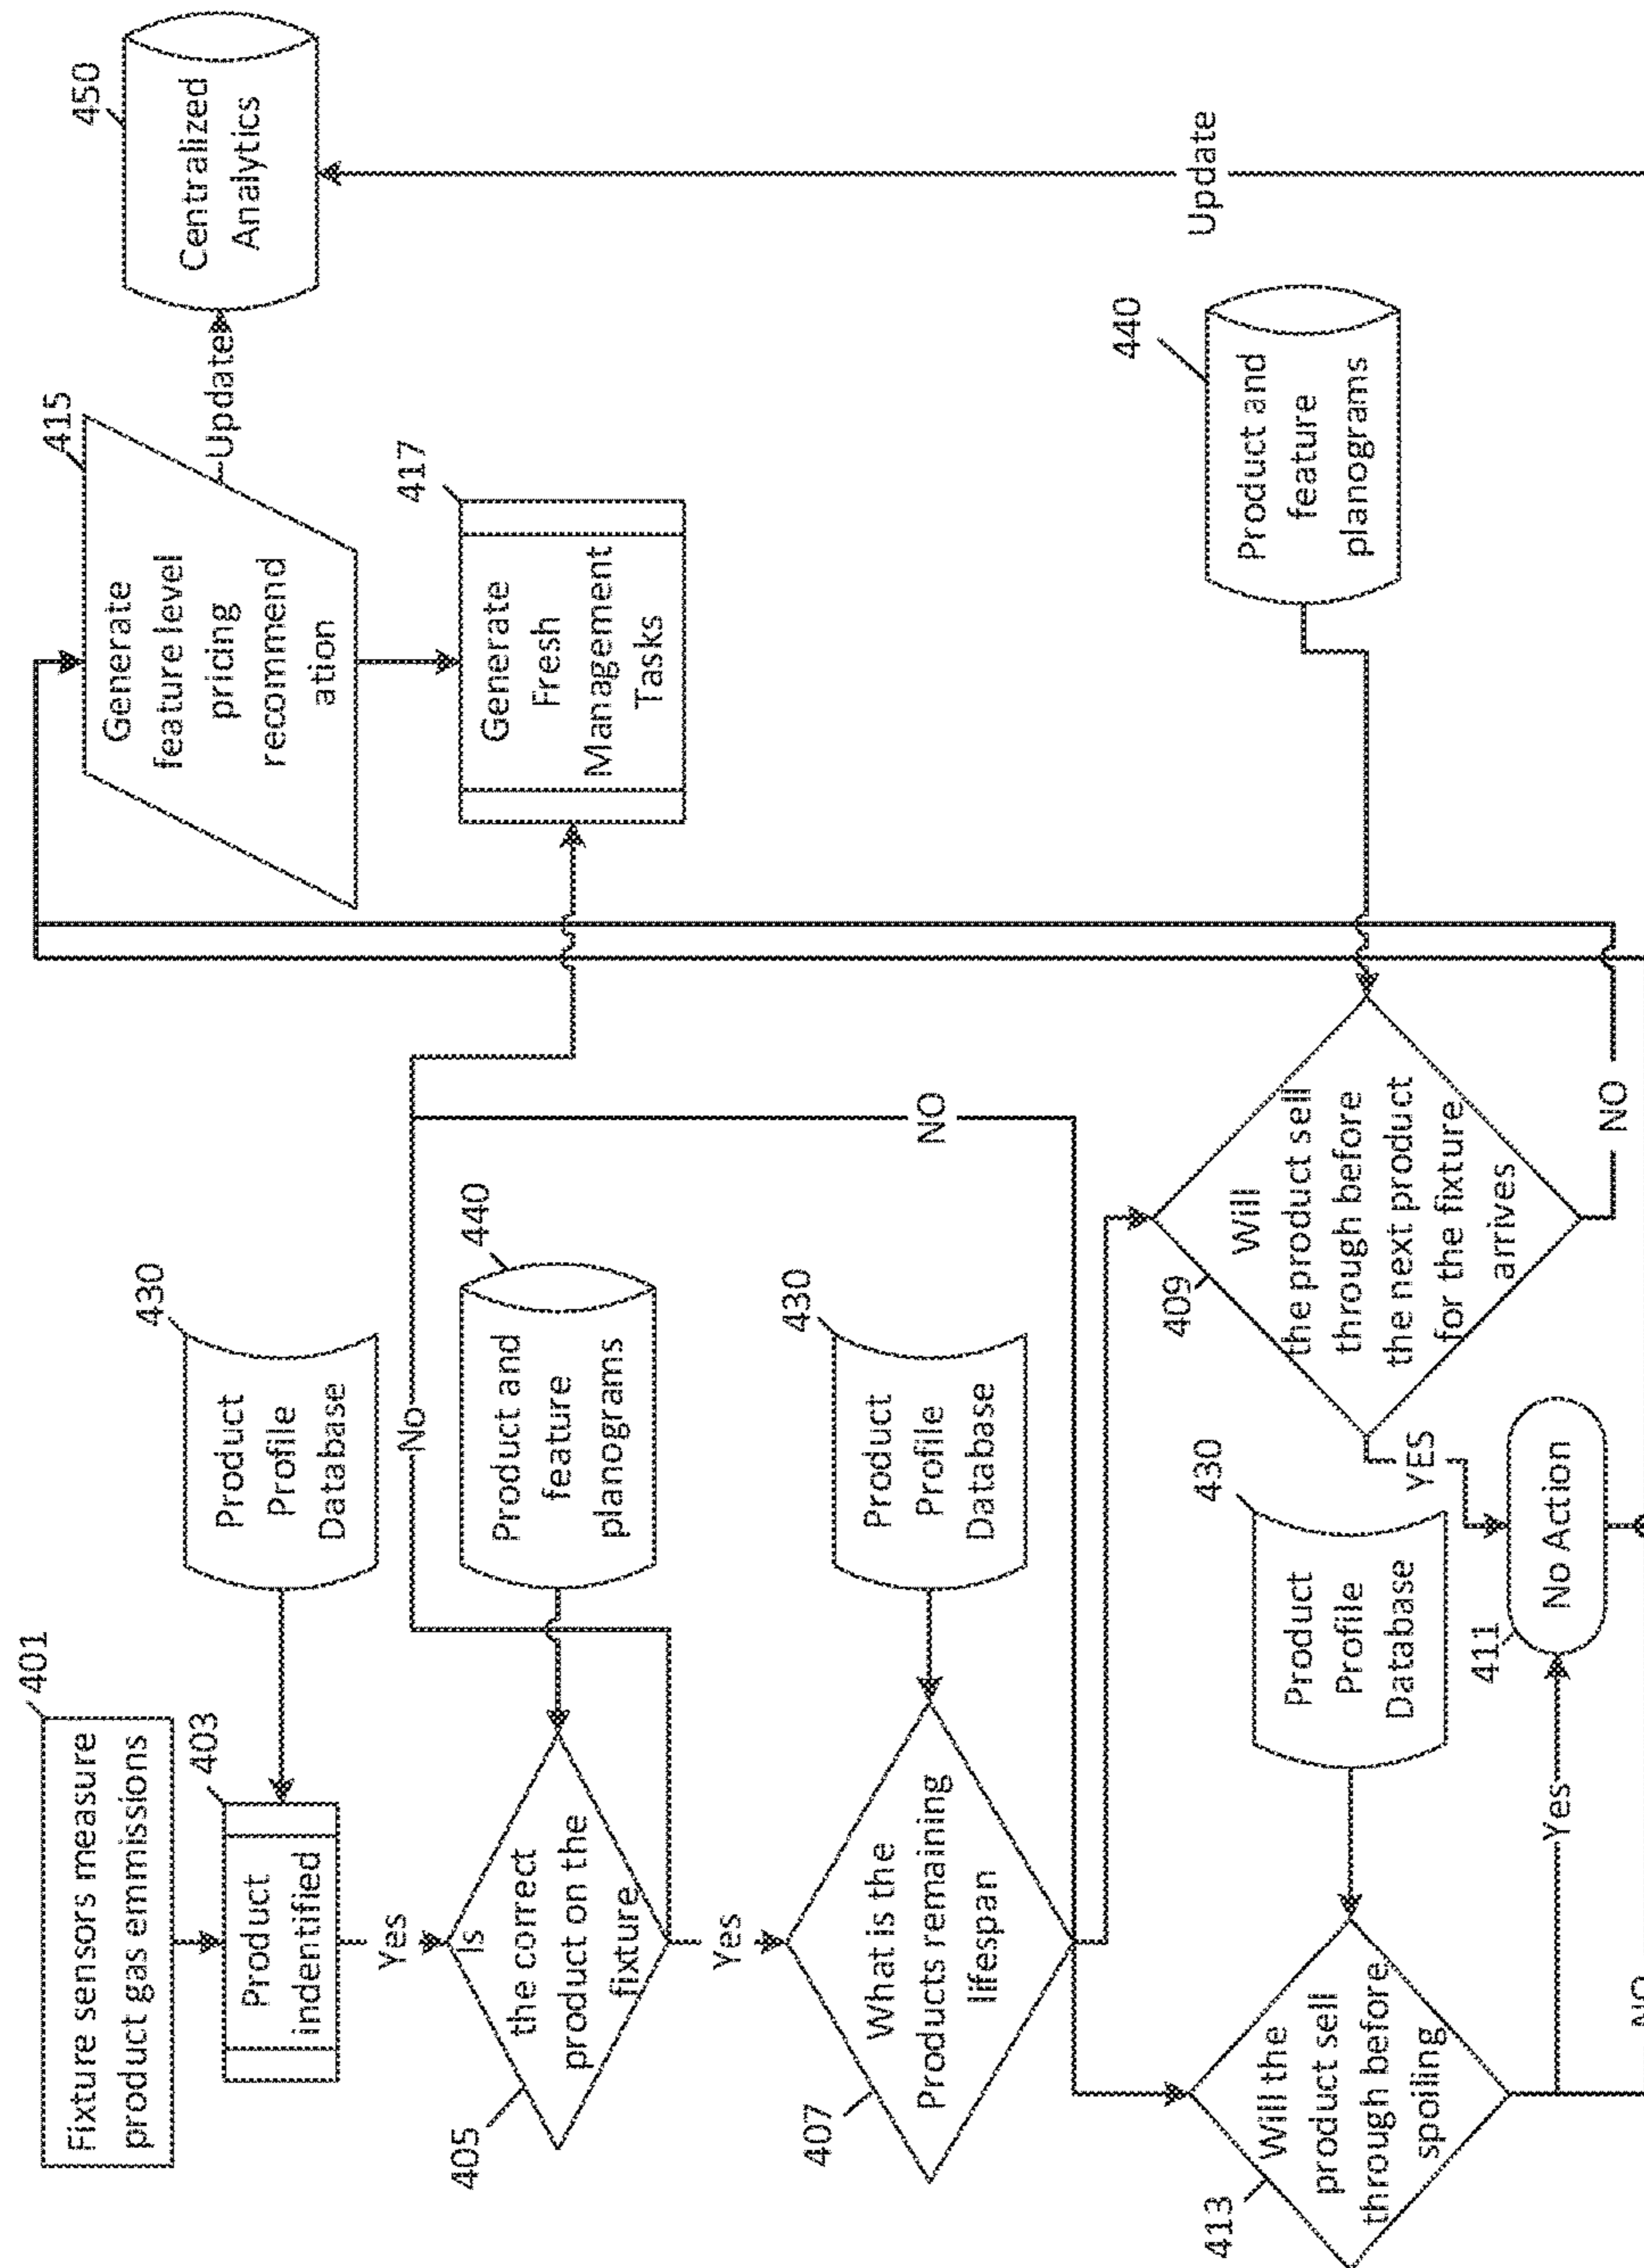 401
Fixture sensors measure
product gas emmissions
403
Product
indentified
430
Product
Profile
Database
Yes
405
Is
the correct
product on the
fixture
440
Product and
feature
planograms
No
Yes
407
What is the
Products remaining
lifespan
430
Product
Profile
Database
NO
413
Will the
product sell
through before
spoiling
430
Product
Profile
Database
Yes
NO
409
Will
the product sell
through before
the next product
for the fixture
arrives
YES
NO
411
No Action
440
Product and
feature
planograms
415
Generate
feature level
pricing
recommend
ation
Update
417
Generate
Fresh
Management
Tasks
450
Centralized
Analytics
Update